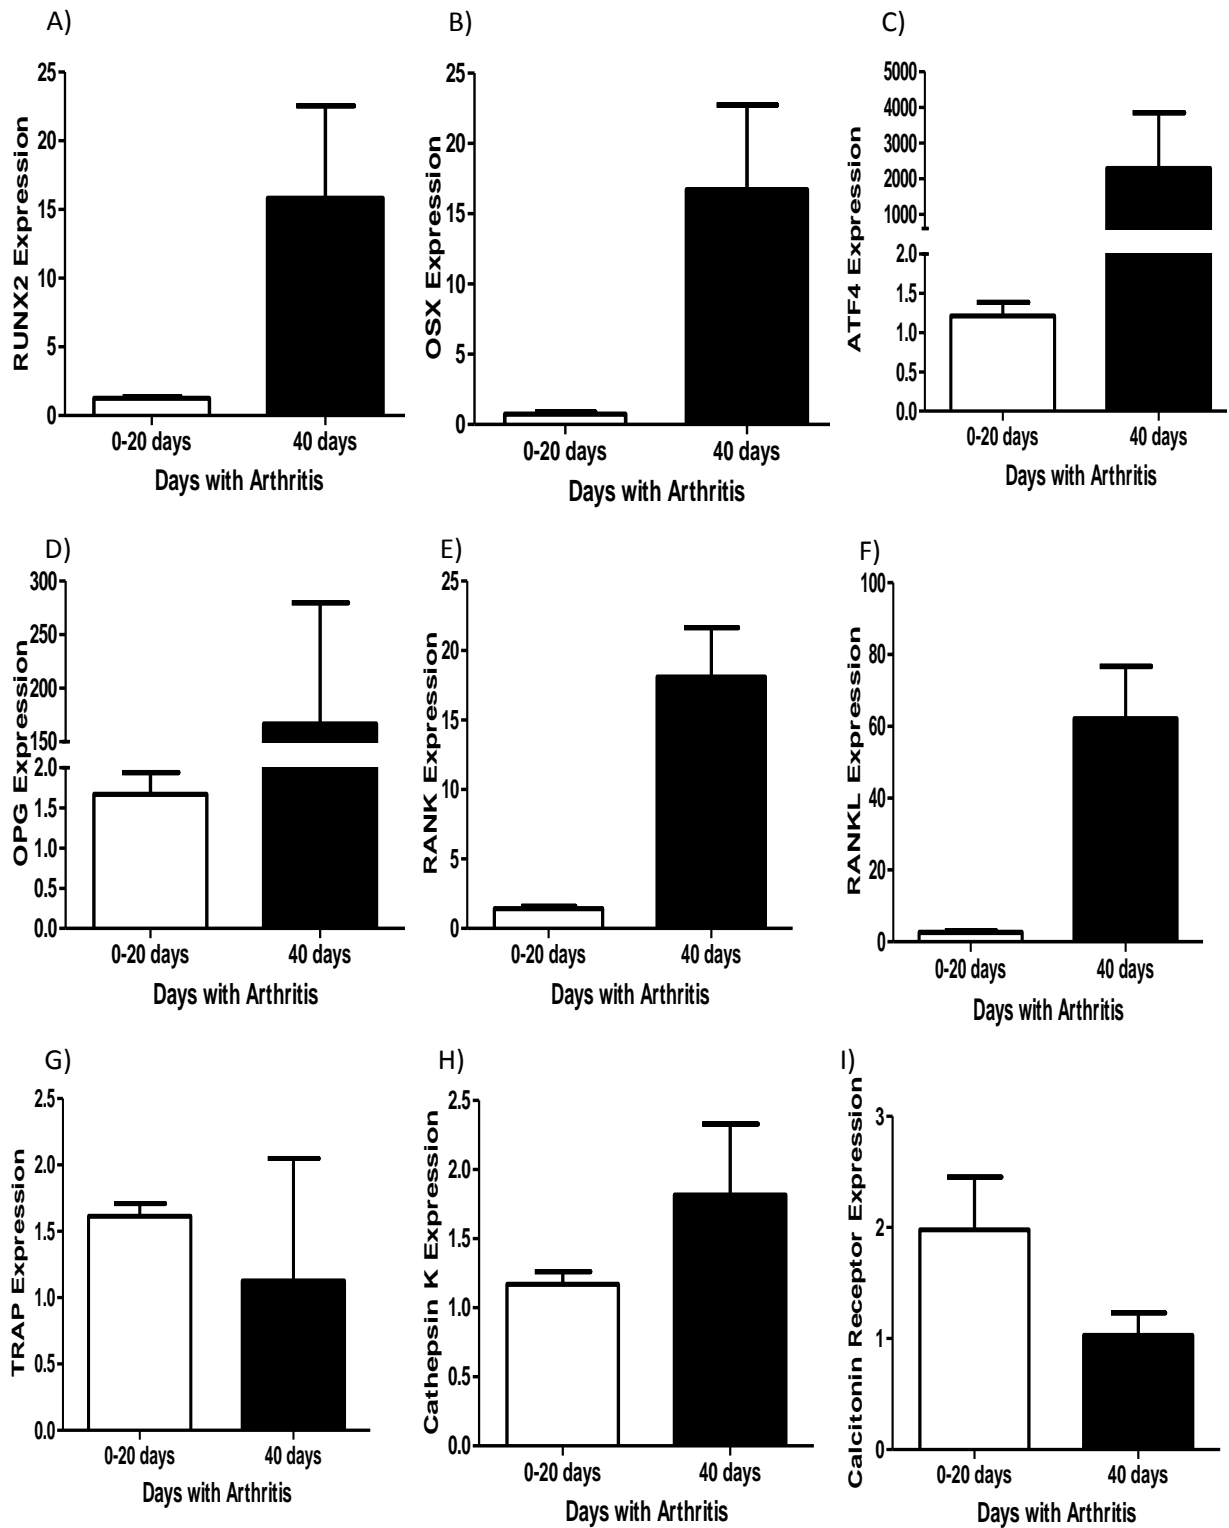 A)
RUNX2 Expression
25
20
15
10
5
0
0-20 days
40 days
Days with Arthritis
B)
OSX Expression
25
20
15
10
5
0
0-20 days
40 days
Days with Arthritis
C)
ATF4 Expression
5000
4000
3000
2000
1000
2.0
1.5
1.0
0.5
0.0
0-20 days
40 days
Days with Arthritis
D)
OPG Expression
300
250
200
150
2.0
1.5
1.0
0.5
0.0
0-20 days
40 days
Days with Arthritis
E)
RANK Expression
25
20
15
10
5
0
0-20 days
40 days
Days with Arthritis
F)
RANKL Expression
100
80
60
40
20
0
0-20 days
40 days
Days with Arthritis
G)
TRAP Expression
2.5
2.0
1.5
1.0
0.5
0.0
0-20 days
40 days
Days with Arthritis
H)
Cathepsin K Expression
2.5
2.0
1.5
1.0
0.5
0.0
0-20 days
40 days
Days with Arthritis
I)
Calcitonin Receptor Expression
3
2
1
0
0-20 days
40 days
Days with Arthritis